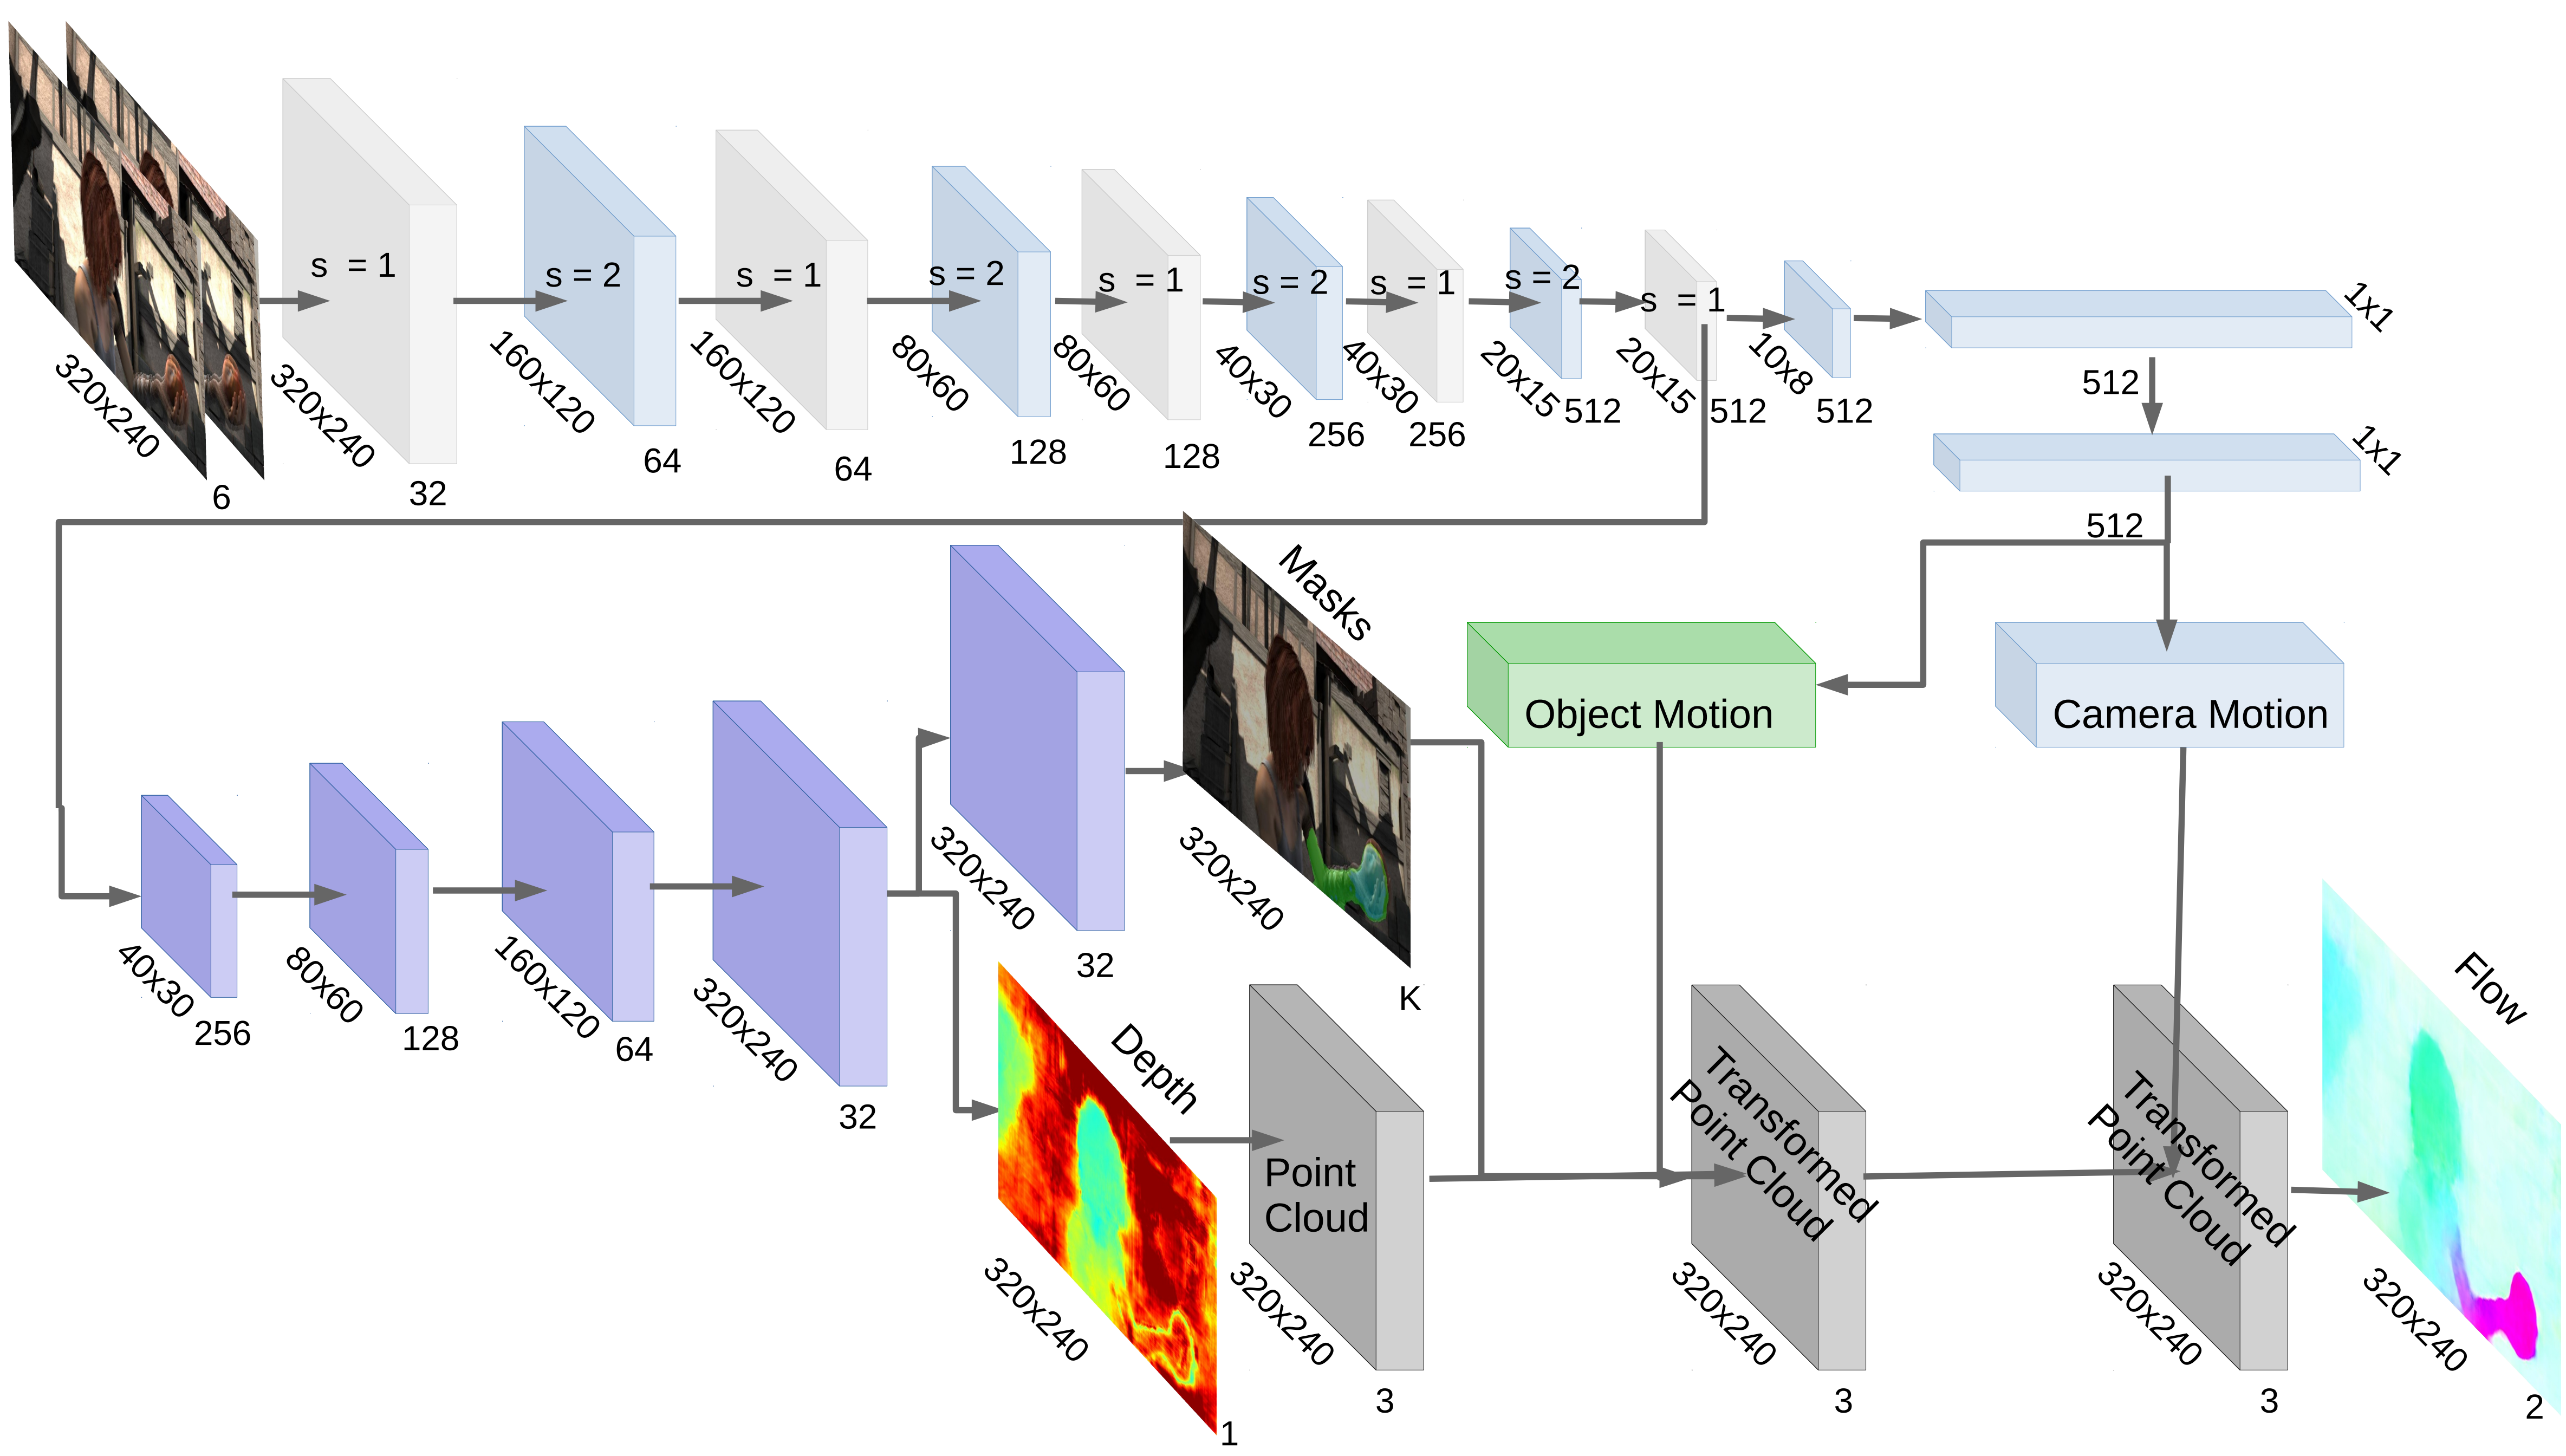 s = 1
s = 2
s = 1
s = 2
s = 1
s = 2
s = 1
s = 2
s = 1
1x1
320x240
320x240
160x120
160x120
80x60
80x60
40x30
40x30
20x15
20x15
10x8
512
6
32
64
64
128
128
256
256
512
512
512
1x1
512
Masks
Object Motion
Camera Motion
320x240
320x240
40x30
80x60
160x120
320x240
256
128
64
32
32
K
Depth
Point
Cloud
Transformed
Point Cloud
Transformed
Point Cloud
Flow
320x240
320x240
320x240
320x240
320x240
1
3
3
3
2